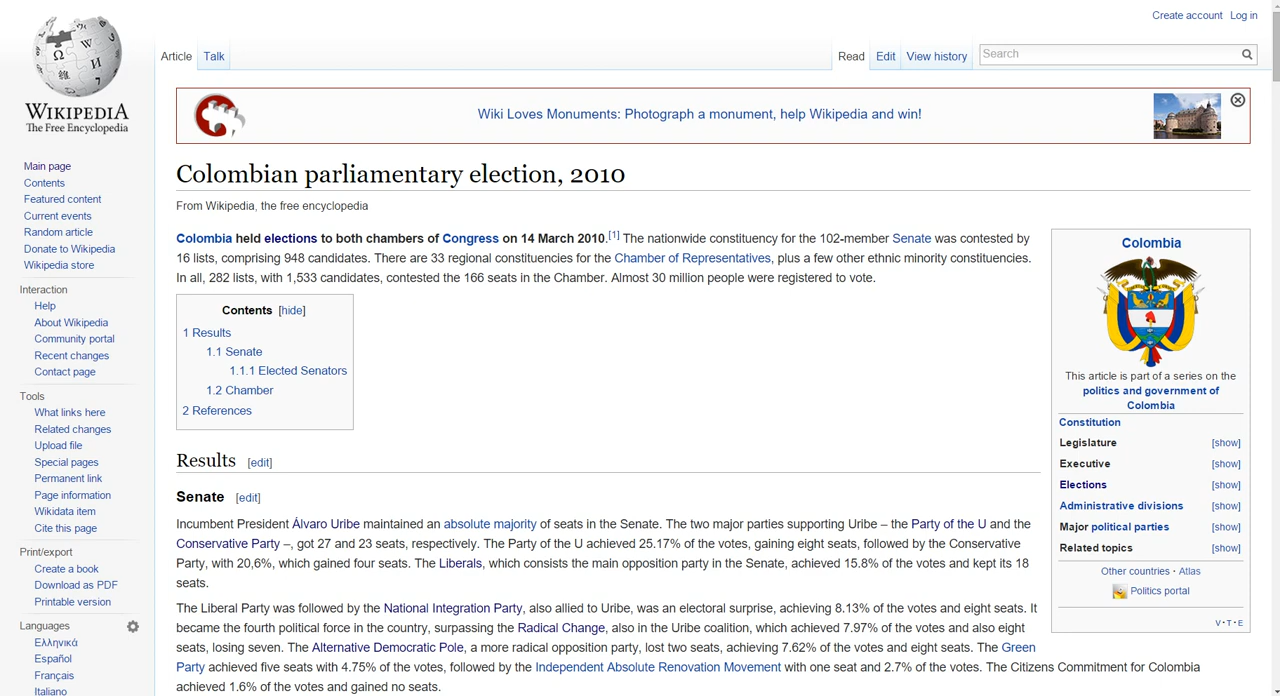 Create account Log in
Article Talk Read Edit View history Search
WIKIPEDIA
The Free Encyclopedia
Main page
Contents
Featured content
Current events
Random article
Donate to Wikipedia
Wikipedia store
Interaction
Help
About Wikipedia
Community portal
Recent changes
Contact page
Tools
What links here
Related changes
Upload file
Special pages
Permanent link
Page information
Wikidata item
Cite this page
Print/export
Create a book
Download as PDF
Printable version
Languages
Ελληνικά
Español
Français
Italiano
Wiki Loves Monuments: Photograph a monument, help Wikipedia and win!
Colombian parliamentary election, 2010
From Wikipedia, the free encyclopedia
Colombia held elections to both chambers of Congress on 14 March 2010.[1] The nationwide constituency for the 102-member Senate was contested by
16 lists, comprising 948 candidates. There are 33 regional constituencies for the Chamber of Representatives, plus a few other ethnic minority constituencies.
In all, 282 lists, with 1,533 candidates, contested the 166 seats in the Chamber. Almost 30 million people were registered to vote.
Contents [hide]
1 Results
1.1 Senate
1.1.1 Elected Senators
1.2 Chamber
2 References
Results [edit]
Senate [edit]
Incumbent President Álvaro Uribe maintained an absolute majority of seats in the Senate. The two major parties supporting Uribe – the Party of the U and the
Conservative Party –, got 27 and 23 seats, respectively. The Party of the U achieved 25.17% of the votes, gaining eight seats, followed by the Conservative
Party, with 20,6%, which gained four seats. The Liberals, which consists the main opposition party in the Senate, achieved 15.8% of the votes and kept its 18
seats.
The Liberal Party was followed by the National Integration Party, also allied to Uribe, was an electoral surprise, achieving 8.13% of the votes and eight seats. It
became the fourth political force in the country, surpassing the Radical Change, also in the Uribe coalition, which achieved 7.97% of the votes and also eight
seats, losing seven. The Alternative Democratic Pole, a more radical opposition party, lost two seats, achieving 7.62% of the votes and eight seats. The Green
Party achieved five seats with 4.75% of the votes, followed by the Independent Absolute Renovation Movement with one seat and 2.7% of the votes. The Citizens Commitment for Colombia
achieved 1.6% of the votes and gained no seats.
Colombia
This article is part of a series on the
politics and government of
Colombia
Constitution
Legislature [show]
Executive [show]
Elections [show]
Administrative divisions [show]
Major political parties [show]
Related topics [show]
Other countries · Atlas
Politics portal
V · T · E